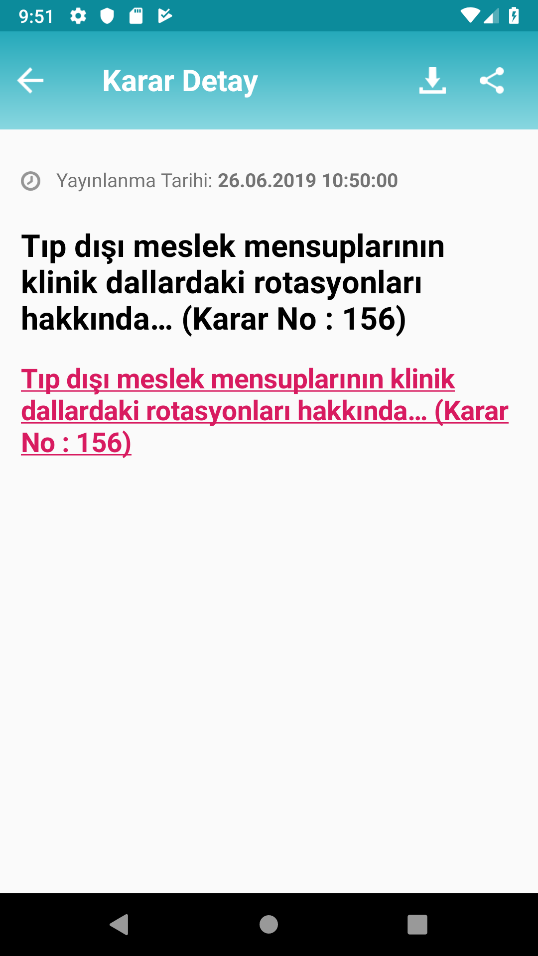 9:51
Karar Detay
Yayınlanma Tarihi: 26.06.2019 10:50:00
Tıp dışı meslek mensuplarının
klinik dallardaki rotasyonları
hakkında… (Karar No : 156)
Tıp dışı meslek mensuplarının klinik
dallardaki rotasyonları hakkında… (Karar
No : 156)